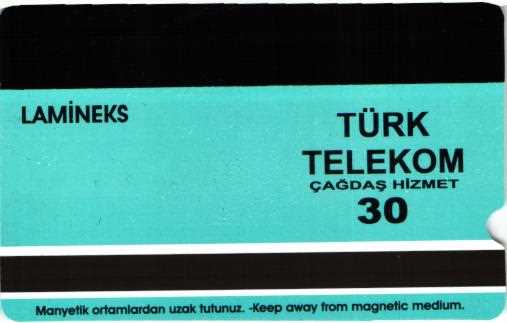 LAMİNEKS
TÜRK
TELEKOM
ÇAĞDAŞ HİZMET
30
Manyetik ortamlardan uzak tutunuz. -Keep away from magnetic medium.